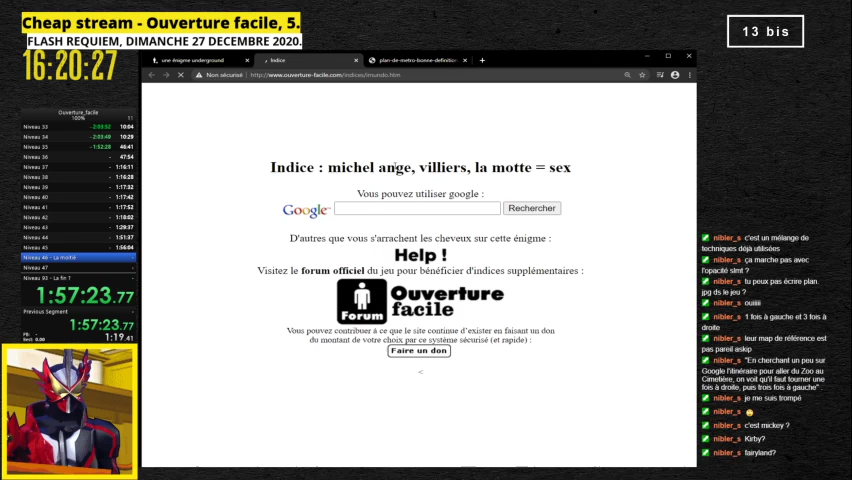 Cheap stream - Ouverture facile, 5.
FLASH REQUIEM, DIMANCHE 27 DECEMBRE 2020.
16:20:27
13 bis
une énigme underground
Indice
plan-de-metro-bonne-definition
Non sécurisé
http://www.ouverture-facile.com/indices/imundo.htm
Ouverture_facile
100%
11
Niveau 33 -2:03:52 10:04
Niveau 34 -2:03:49 10:29
Niveau 35 -1:52:28 46:41
Niveau 36 - 47:54
Niveau 37 - 1:16:11
Niveau 38 - 1:16:28
Niveau 39 - 1:17:32
Niveau 40 - 1:17:42
Niveau 41 - 1:17:52
Niveau 42 - 1:18:02
Niveau 43 - 1:29:37
Niveau 44 - 1:51:37
Niveau 45 - 1:56:04
Niveau 46 - La moitié -
Niveau 47 -
Niveau 93 - La fin ? -
1:57:23.77
Previous Segment -
1:57:23.77
PB: -
Best: 0.00
1:19.41
Indice : michel ange, villiers, la motte = sex
Vous pouvez utiliser google :
Google
Rechercher
D'autres que vous s'arrachent les cheveux sur cette énigme :
Help !
Visitez le forum officiel du jeu pour bénéficier d'indices supplémentaires :
Forum
Ouverture
facile
Vous pouvez contribuer à ce que le site continue d'exister en faisant un don
du montant de votre choix par ce système sécurisé (et rapide) :
Faire un don
<
nibler_s c'est un mélange de
techniques déjà utilisées
nibler_s ça marche pas avec
l'opacité slmt ?
nibler_s tu peux pas écrire plan
jpg ds le jeu ?
nibler_s ouiiiii
nibler_s 1 fois à gauche et 3 fois à
droite
nibler_s leur map de référence est
pas pareil askip
nibler_s "En cherchant un peu sur
Google l'itinéraire pour aller du Zoo au
Cimetière, on voit qu'il faut tourner une
fois à droite, puis trois fois à gauche" .
nibler_s je me suis trompé
nibler_s
nibler_s c'est mickey ?
nibler_s Kirby?
nibler_s fairyland?